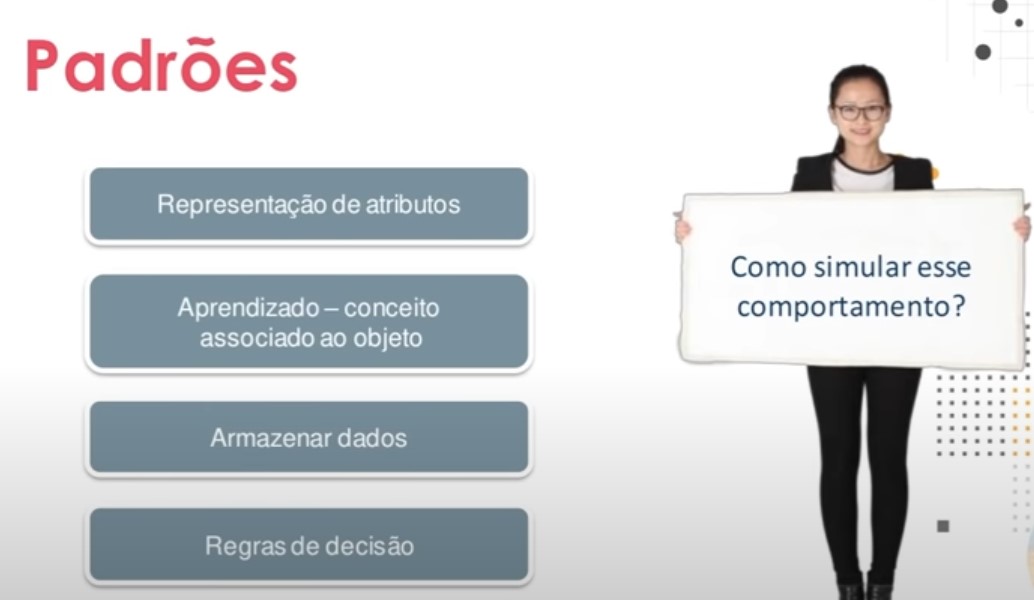 Padrões
Representação de atributos
Aprendizado – conceito
associado ao objeto
Armazenar dados
Regras de decisão
Como simular esse
comportamento?